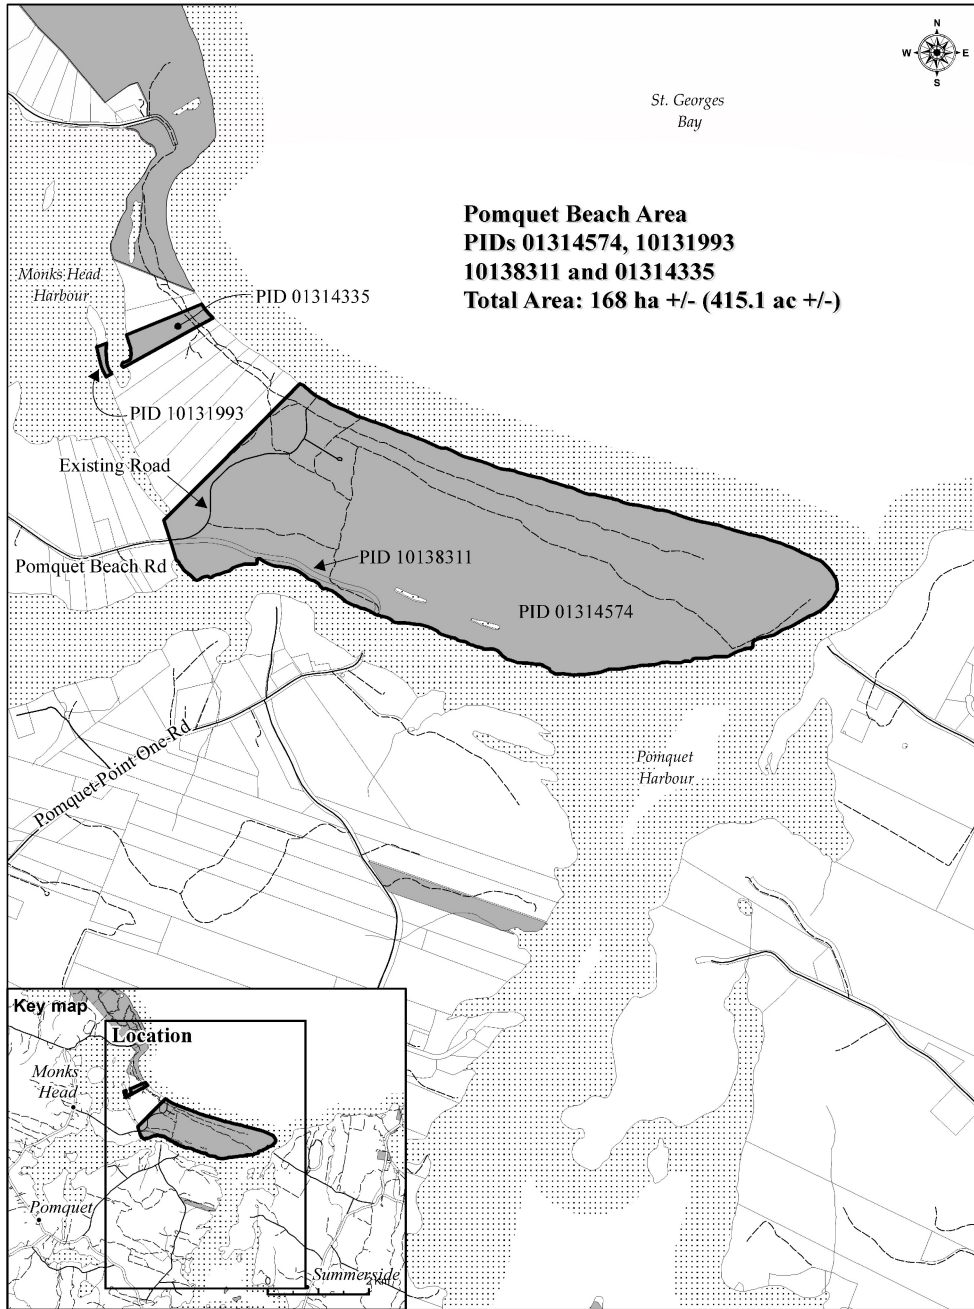 N
W E
S
St. Georges
Bay
Pomquet Beach Area
PIDs 01314574, 10131993
10138311 and 01314335
Total Area: 168 ha +/- (415.1 ac +/-)
Monks Head
Harbour
PID 01314335
PID 10131993
Existing Road
Pomquet Beach Rd
PID 10138311
PID 01314574
Pomquet Point One Rd
Pomquet
Harbour
Key map
Location
Monks
Head
Pomquet
Summerside
2 Km